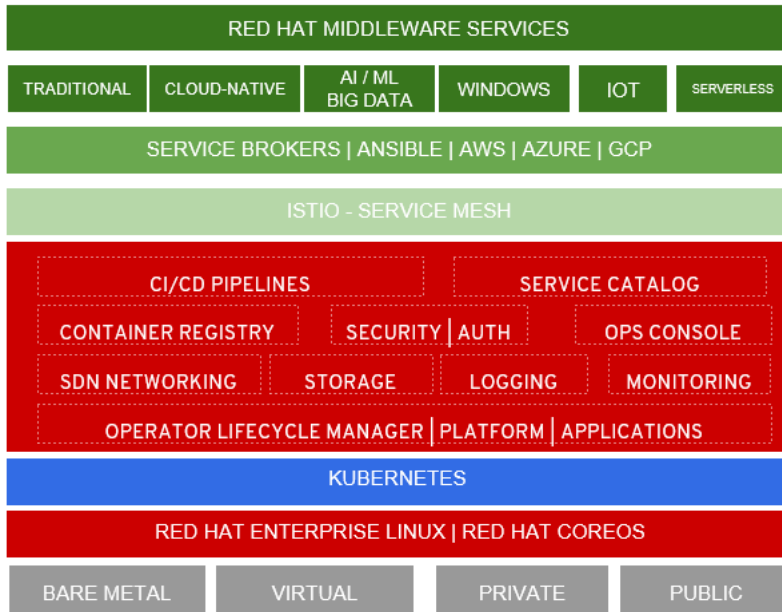 RED HAT MIDDLEWARE SERVICES
TRADITIONAL CLOUD-NATIVE AI / ML BIG DATA WINDOWS IOT SERVERLESS
SERVICE BROKERS | ANSIBLE | AWS | AZURE | GCP
ISTIO - SERVICE MESH
CI/CD PIPELINES SERVICE CATALOG
CONTAINER REGISTRY SECURITY | AUTH OPS CONSOLE
SDN NETWORKING STORAGE LOGGING MONITORING
OPERATOR LIFECYCLE MANAGER | PLATFORM | APPLICATIONS
KUBERNETES
RED HAT ENTERPRISE LINUX | RED HAT COREOS
BARE METAL VIRTUAL PRIVATE PUBLIC